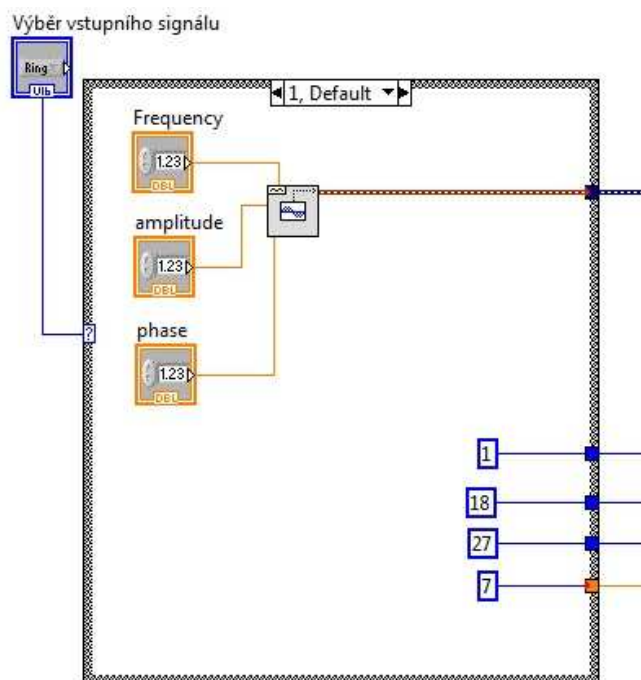 Výběr vstupního signálu
Ring
U16
1, Default
Frequency
1.23
DBL
amplitude
1.23
DBL
?
phase
1.23
DBL
1
18
27
7